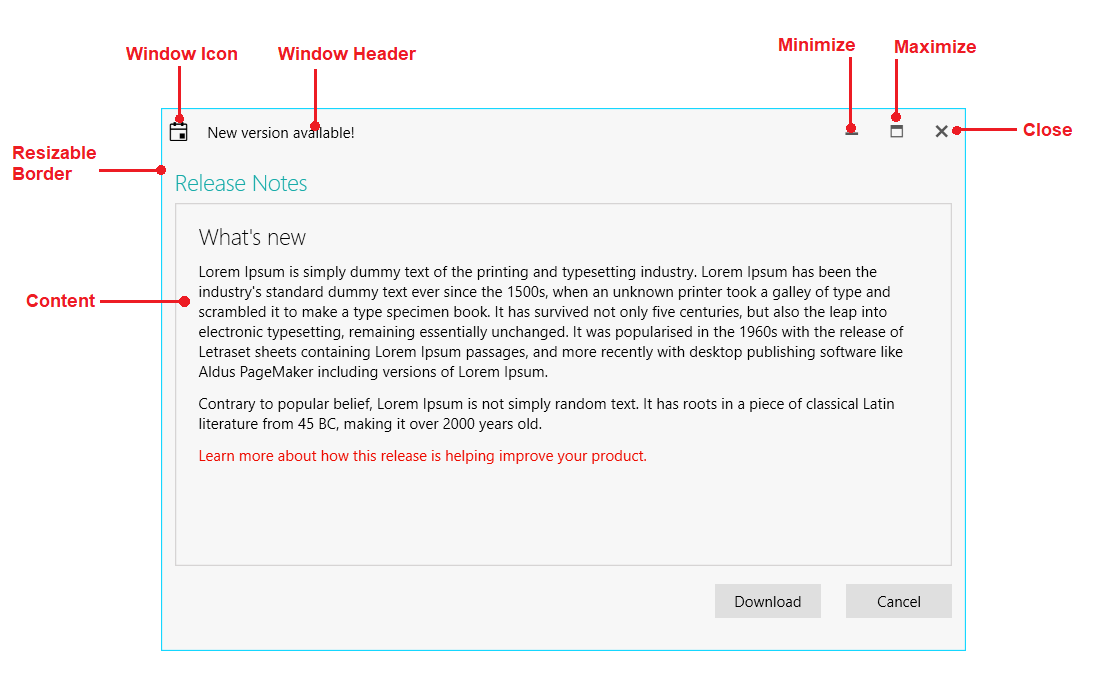 Window Icon
Window Header
Minimize
Maximize
New version available!
Close
Resizable
Border
Release Notes
What's new
Lorem Ipsum is simply dummy text of the printing and typesetting industry. Lorem Ipsum has been the
industry's standard dummy text ever since the 1500s, when an unknown printer took a galley of type and
scrambled it to make a type specimen book. It has survived not only five centuries, but also the leap into
electronic typesetting, remaining essentially unchanged. It was popularised in the 1960s with the release of
Letraset sheets containing Lorem Ipsum passages, and more recently with desktop publishing software like
Aldus PageMaker including versions of Lorem Ipsum.
Content
Contrary to popular belief, Lorem Ipsum is not simply random text. It has roots in a piece of classical Latin
literature from 45 BC, making it over 2000 years old.
Learn more about how this release is helping improve your product.
Download
Cancel